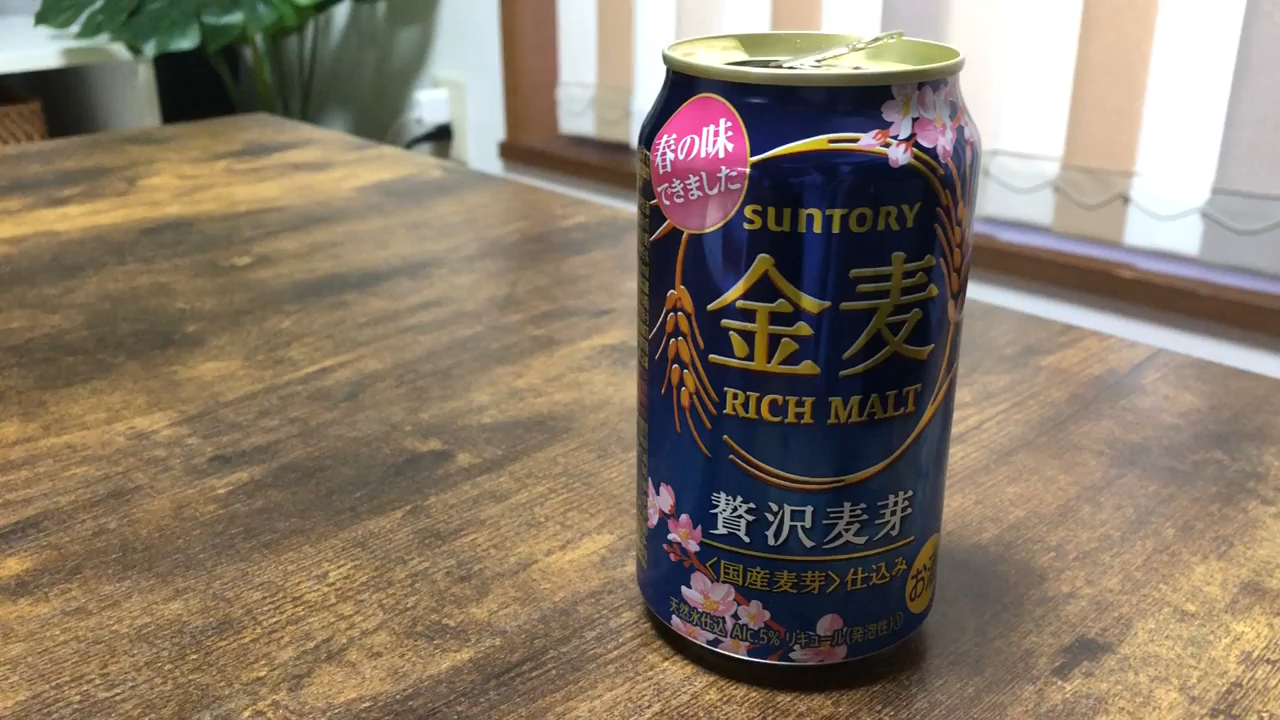 春の味
できました
SUNTORY
金麦
RICH MALT
贅沢麦芽
〈国産麦芽〉仕込み
お酒
天然水仕込 Alc.5% リキュール(発泡性)①